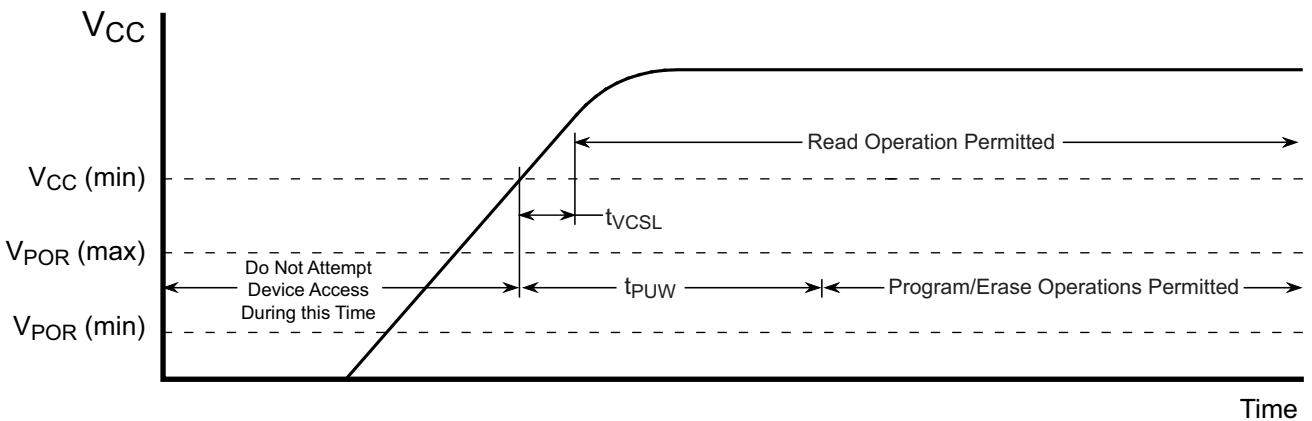 VCC
Read Operation Permitted
VCC (min)
tVCSL
VPOR (max)
Do Not Attempt
Device Access
During this Time
tPUW
Program/Erase Operations Permitted
VPOR (min)
Time